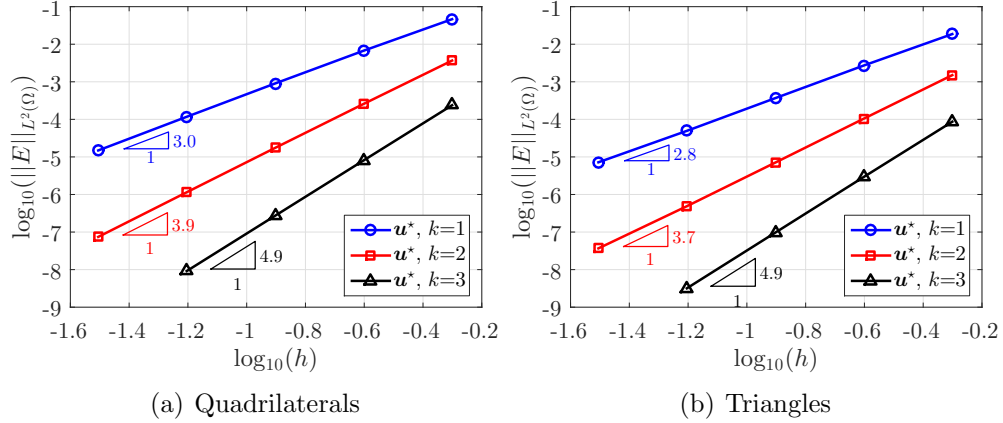 -1
-2
-3
-4
-5
-6
-7
-8
-9
log10(||E||L2(Ω))
3.0
1
3.9
1
4.9
1
u⋆, k=1
u⋆, k=2
u⋆, k=3
-1.6 -1.4 -1.2 -1 -0.8 -0.6 -0.4 -0.2
log10(h)
(a) Quadrilaterals
-1
-2
-3
-4
-5
-6
-7
-8
-9
log10(||E||L2(Ω))
2.8
1
3.7
1
4.9
1
u⋆, k=1
u⋆, k=2
u⋆, k=3
-1.6 -1.4 -1.2 -1 -0.8 -0.6 -0.4 -0.2
log10(h)
(b) Triangles